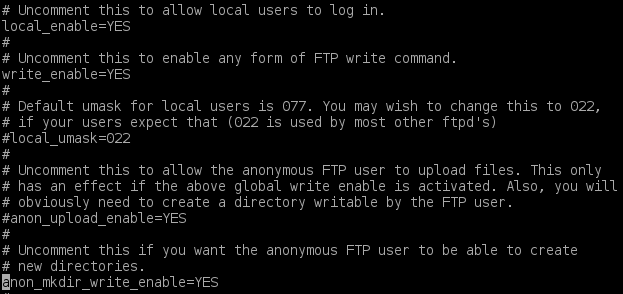 # Uncomment this to allow local users to log in.
local_enable=YES
#
# Uncomment this to enable any form of FTP write command.
write_enable=YES
#
# Default umask for local users is 077. You may wish to change this to 022,
# if your users expect that (022 is used by most other ftpd's)
#local_umask=022
#
# Uncomment this to allow the anonymous FTP user to upload files. This only
# has an effect if the above global write enable is activated. Also, you will
# obviously need to create a directory writable by the FTP user.
#anon_upload_enable=YES
#
# Uncomment this if you want the anonymous FTP user to be able to create
# new directories.
anon_mkdir_write_enable=YES